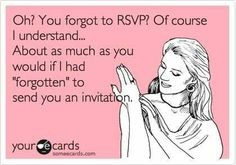 Oh? You forgot to RSVP? Of course
I understand...
About as much as you
would if I had
"forgotten" to
send you an invitation.
your e cards
someecards.com